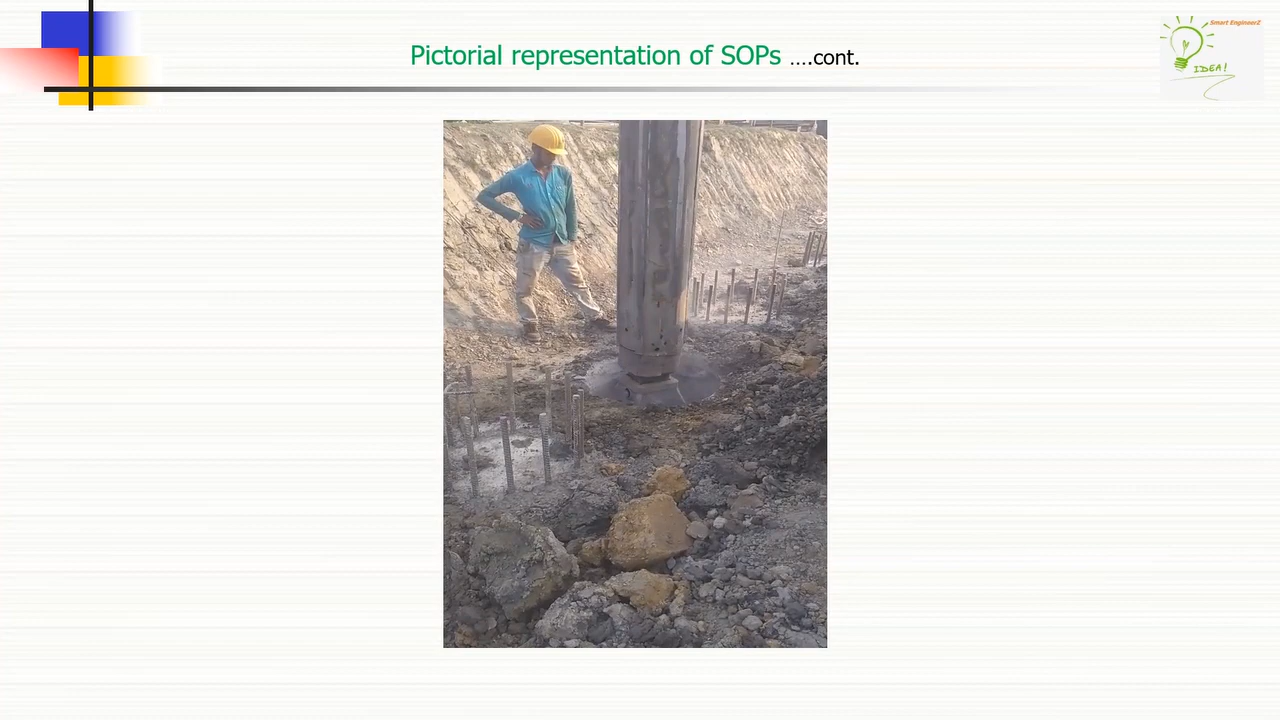 Pictorial representation of SOPs ….cont.
Smart EngineerZ
IDEA!